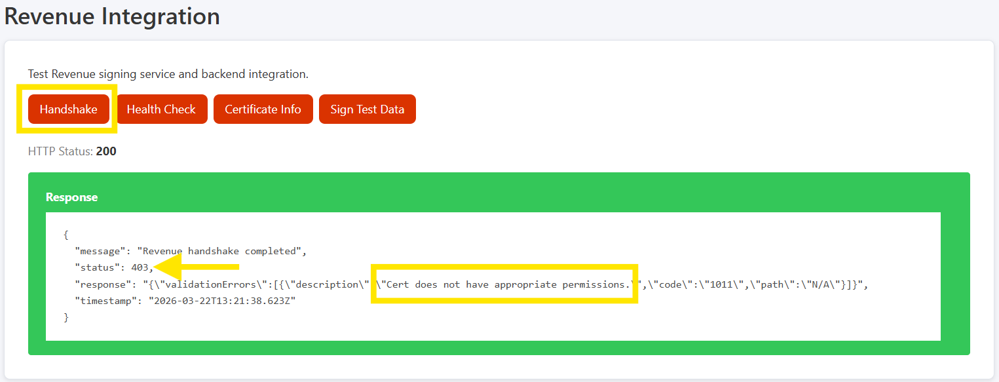 Revenue Integration
Test Revenue signing service and backend integration.
Handshake Health Check Certificate Info Sign Test Data
HTTP Status: 200
Response
{
"message": "Revenue handshake completed",
"status": 403,
"response": "{\"validationErrors\":[{\"description\" \"Cert does not have appropriate permissions.\",\"code\":\"1011\",\"path\":\"N/A\"}]}",
"timestamp": "2026-03-22T13:21:38.623Z"
}